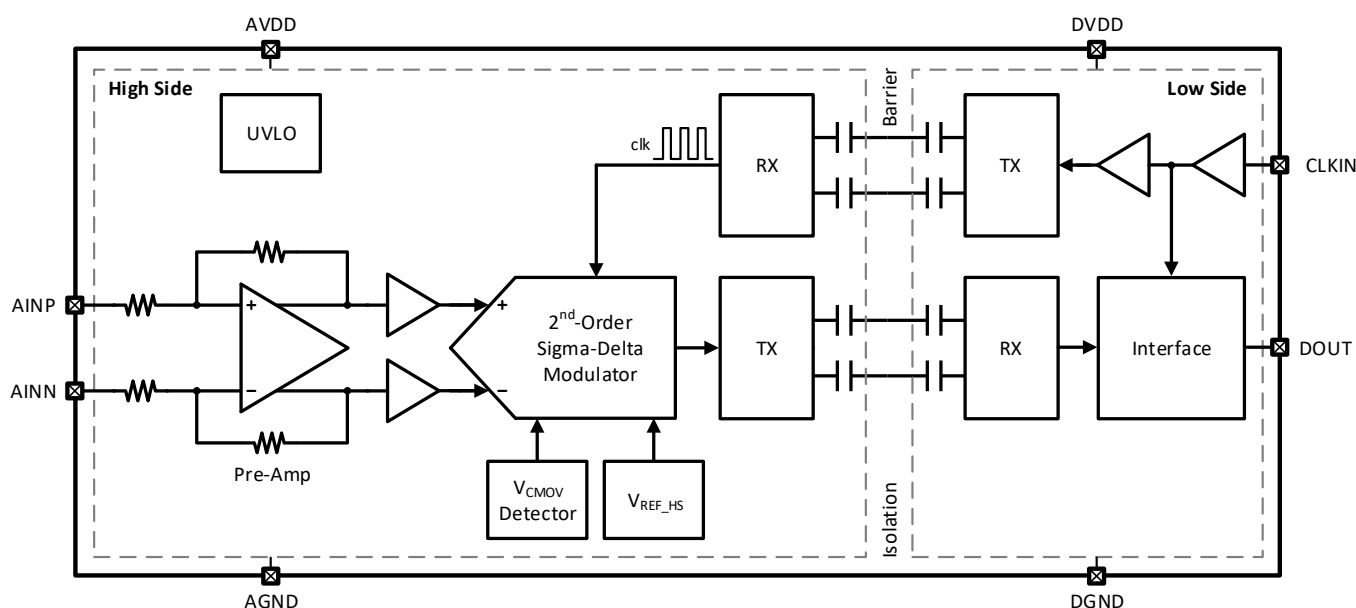 AVDD
DVDD
High Side
Low Side
Barrier
UVLO
clk
RX
TX
CLKIN
AINP
+
+
2nd-Order
Sigma-Delta
Modulator
TX
RX
Interface
DOUT
AINN
−
−
Pre-Amp
VCMOV
Detector
VREF_HS
Isolation
AGND
DGND